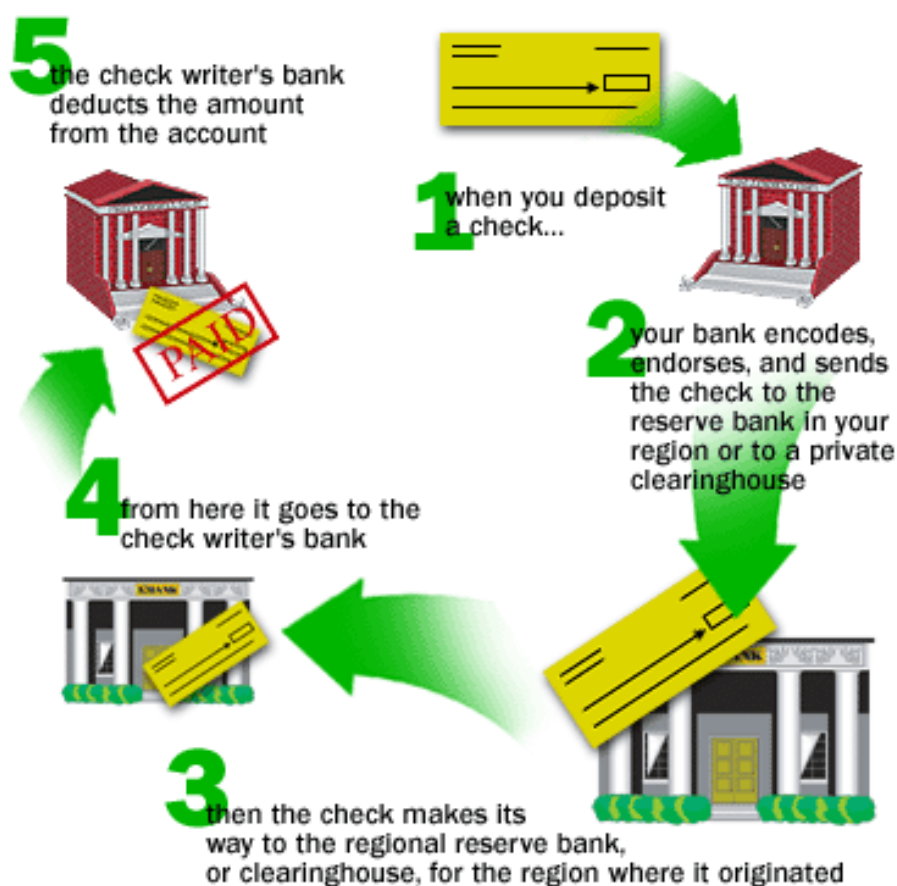 1
when you deposit
a check...
2
your bank encodes,
endorses, and sends
the check to the
reserve bank in your
region or to a private
clearinghouse
BANK
3
then the check makes its
way to the regional reserve bank,
or clearinghouse, for the region where it originated
4
from here it goes to the
check writer's bank
5
the check writer's bank
deducts the amount
from the account
PAID